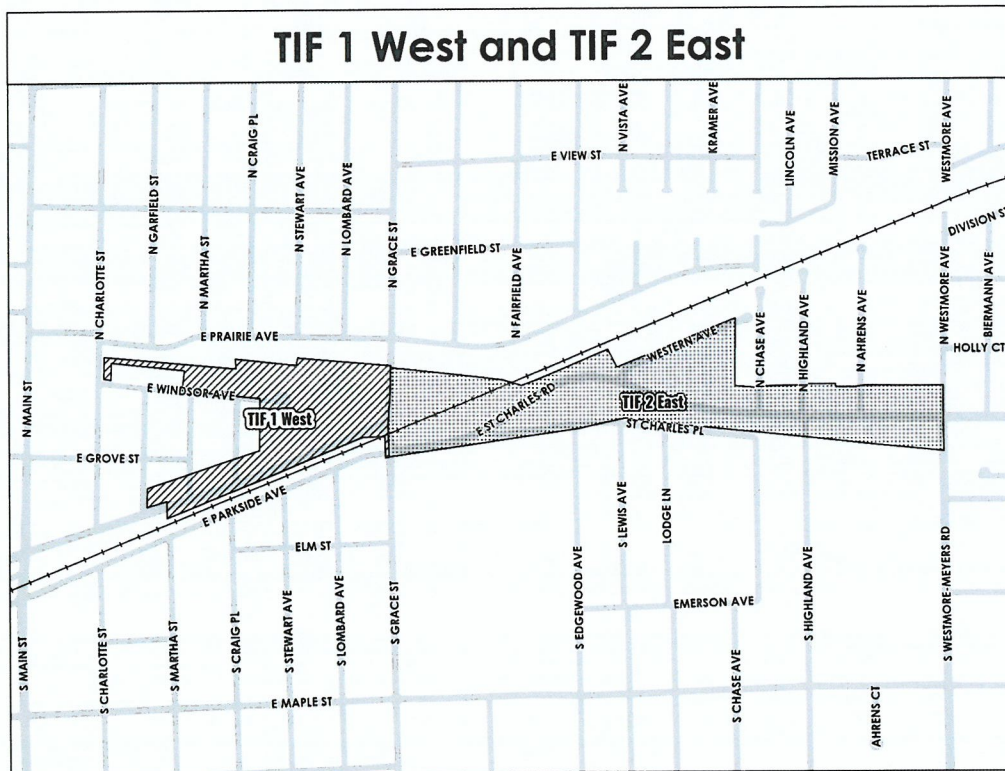 TIF 1 West and TIF 2 East
N VISTA AVE
KRAMER AVE
LINCOLN AVE
MISSION AVE
TERRACE ST
WESTMORE AVE
E VIEW ST
N CRAIG PL
N GARFIELD ST
N STEWART AVE
N LOMBARD AVE
N GRACE ST
N CHARLOTTE ST
N MARTHA ST
E GREENFIELD ST
N FAIRFIELD AVE
DIVISION ST
N WESTMORE AVE
BIERMANN AVE
E PRAIRIE AVE
WESTERN AVE
N CHASE AVE
N HIGHLAND AVE
N AHRENS AVE
HOLLY CT
N MAIN ST
E WINDSOR AVE
TIF 1 West
E ST CHARLES RD
TIF 2 East
ST CHARLES PL
E GROVE ST
E PARKSIDE AVE
S LEWIS AVE
LODGE LN
ELM ST
S EDGEWOOD AVE
EMERSON AVE
S HIGHLAND AVE
S WESTMORE-MEYERS RD
S MAIN ST
S CHARLOTTE ST
S MARTHA ST
S CRAIG PL
S STEWART AVE
S LOMBARD AVE
S GRACE ST
E MAPLE ST
S CHASE AVE
AHRENS CT